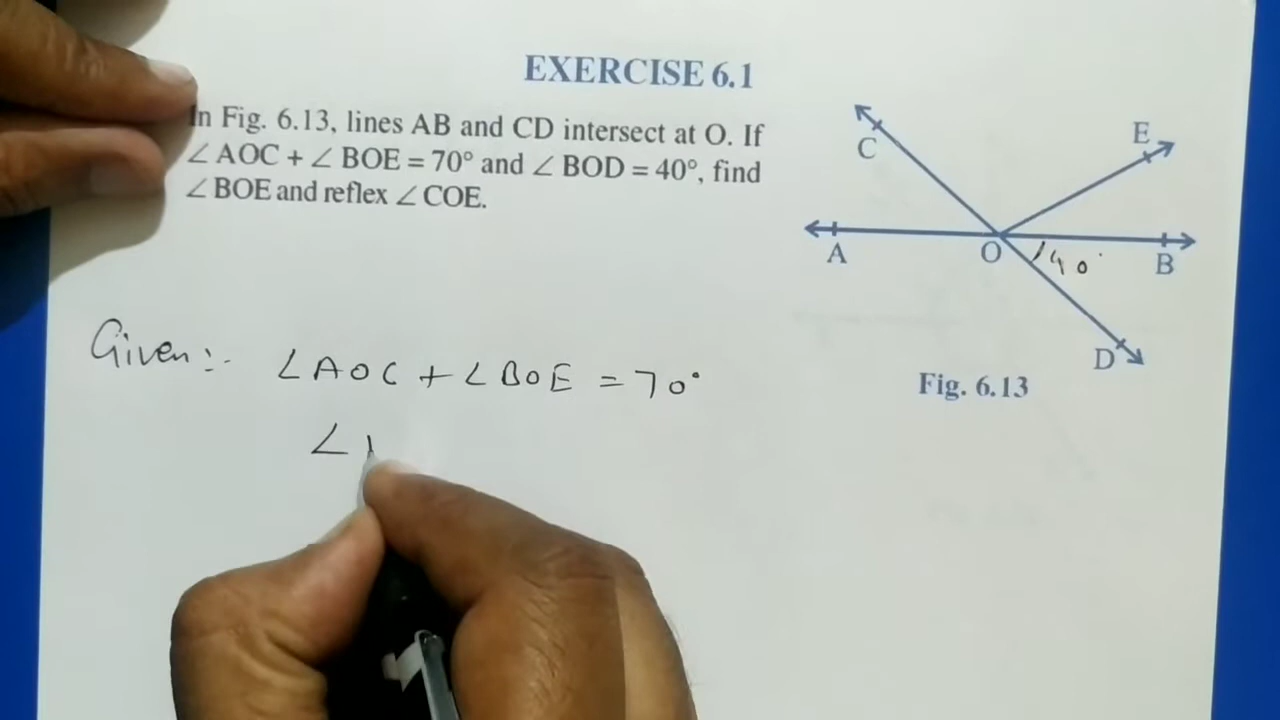 EXERCISE 6.1
In Fig. 6.13, lines AB and CD intersect at O. If
∠ AOC + ∠ BOE = 70° and ∠ BOD = 40°, find
∠ BOE and reflex ∠ COE.
C
E
A
O
40°
B
D
Fig. 6.13
Given :-
∠AOC + ∠BOE = 70°
∠